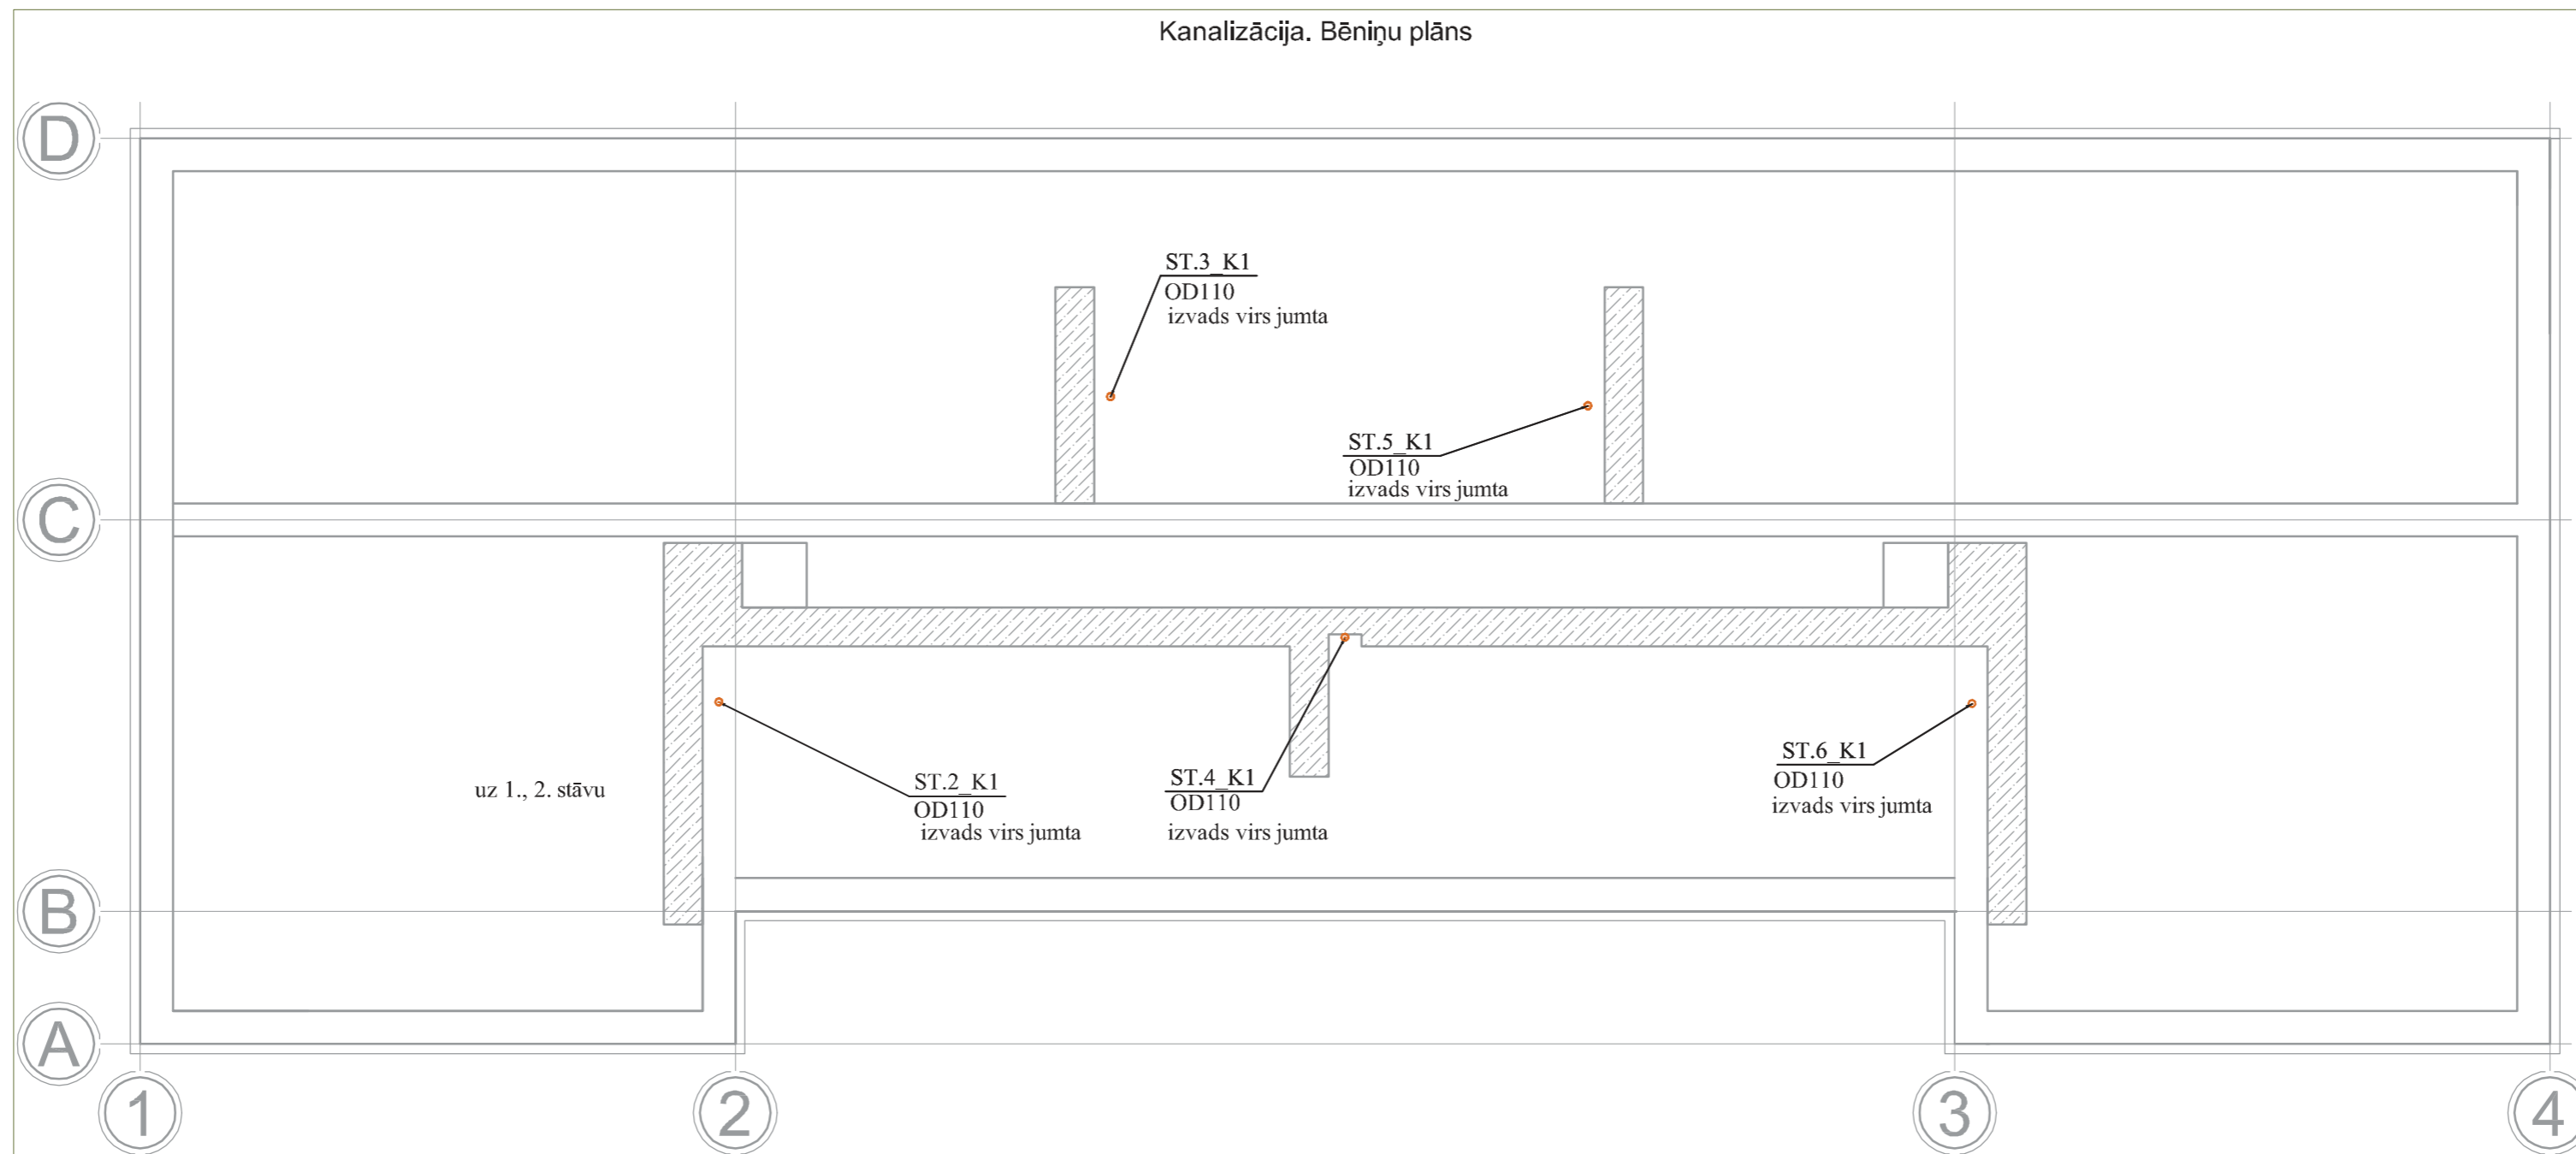 Kanalizācija. Bēniņu plāns
D
ST.3_K1
OD110
izvads virs jumta
ST.5_K1
OD110
izvads virs jumta
C
uz 1., 2. stāvu
ST.2_K1
OD110
izvads virs jumta
ST.4_K1
OD110
izvads virs jumta
ST.6_K1
OD110
izvads virs jumta
B
A
1
2
3
4